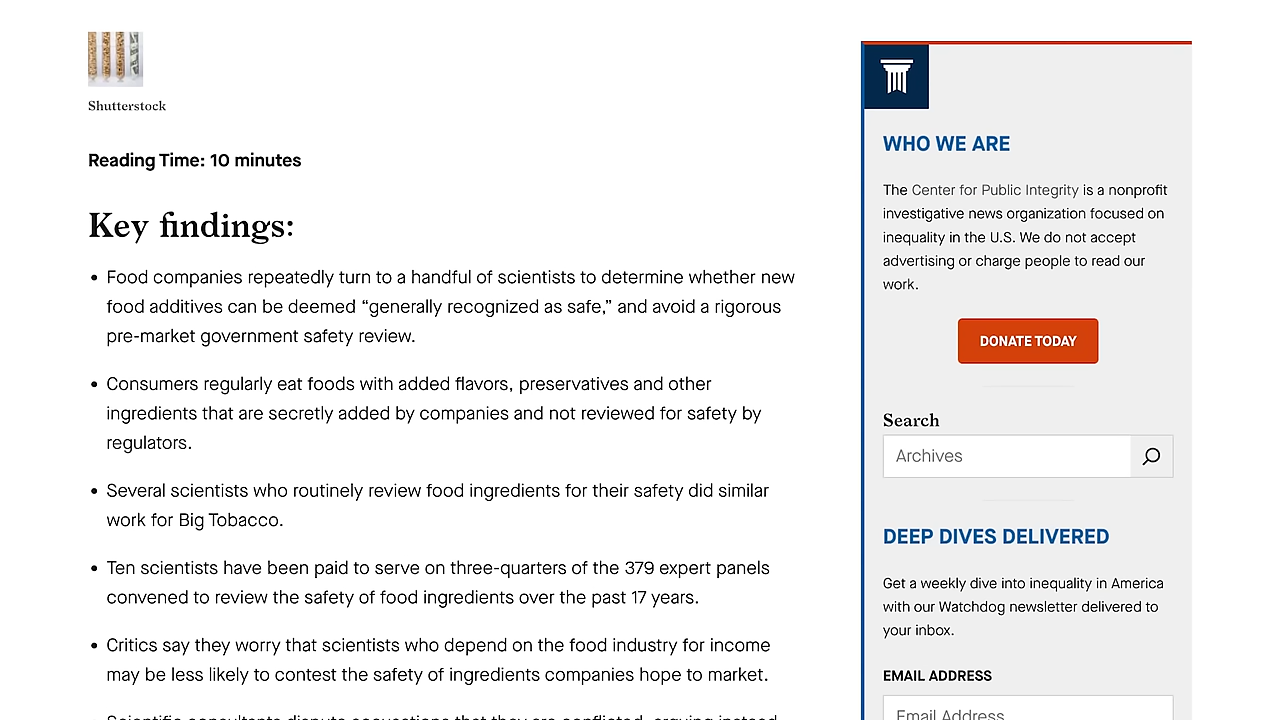 Shutterstock
Reading Time: 10 minutes
Key findings:
• Food companies repeatedly turn to a handful of scientists to determine whether new
food additives can be deemed “generally recognized as safe,” and avoid a rigorous
pre-market government safety review.
• Consumers regularly eat foods with added flavors, preservatives and other
ingredients that are secretly added by companies and not reviewed for safety by
regulators.
• Several scientists who routinely review food ingredients for their safety did similar
work for Big Tobacco.
• Ten scientists have been paid to serve on three-quarters of the 379 expert panels
convened to review the safety of food ingredients over the past 17 years.
• Critics say they worry that scientists who depend on the food industry for income
may be less likely to contest the safety of ingredients companies hope to market.
• Scientific consultants dispute
that they are conflicted, arguing instead
WHO WE ARE
The Center for Public Integrity is a nonprofit
investigative news organization focused on
inequality in the U.S. We do not accept
advertising or charge people to read our
work.
DONATE TODAY
Search
Archives
DEEP DIVES DELIVERED
Get a weekly dive into inequality in America
with our Watchdog newsletter delivered to
your inbox.
EMAIL ADDRESS
Email Address